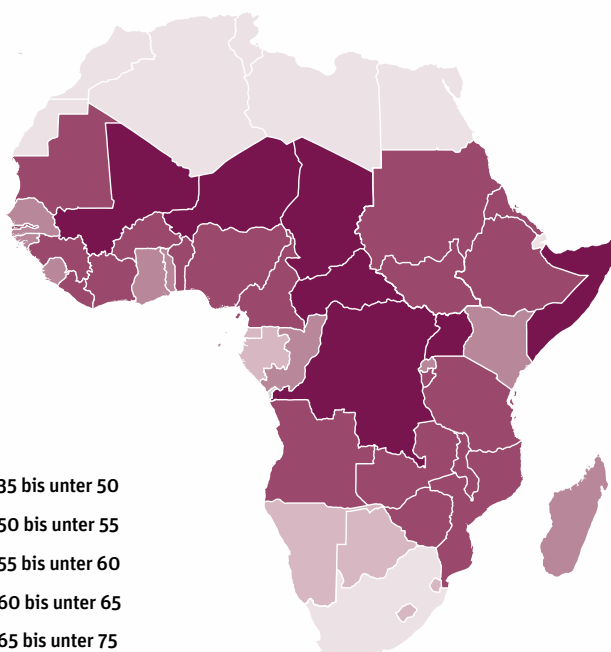 35 bis unter 50
50 bis unter 55
55 bis unter 60
60 bis unter 65
65 bis unter 75